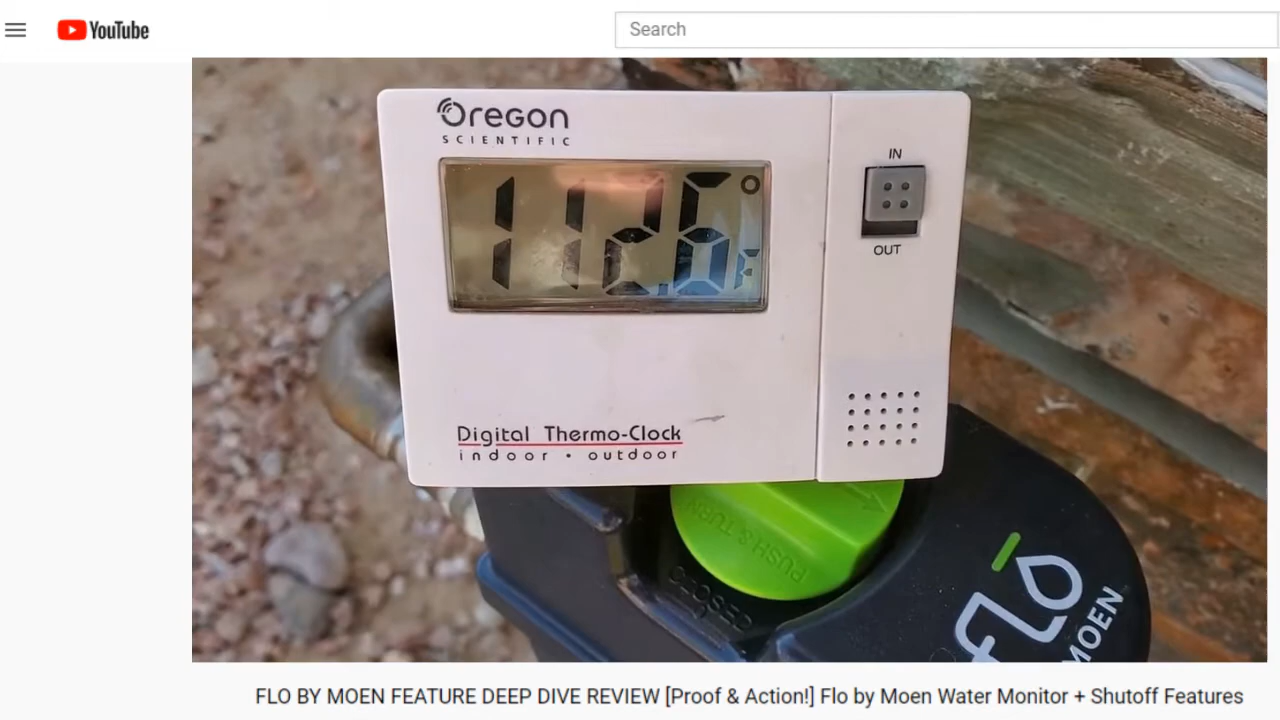 YouTube
Search
Oregon
SCIENTIFIC
IN
112.6°F
OUT
Digital Thermo-Clock
indoor • outdoor
PUSH & TURN
CLOSED
flo
MOEN
FLO BY MOEN FEATURE DEEP DIVE REVIEW [Proof & Action!] Flo by Moen Water Monitor + Shutoff Features